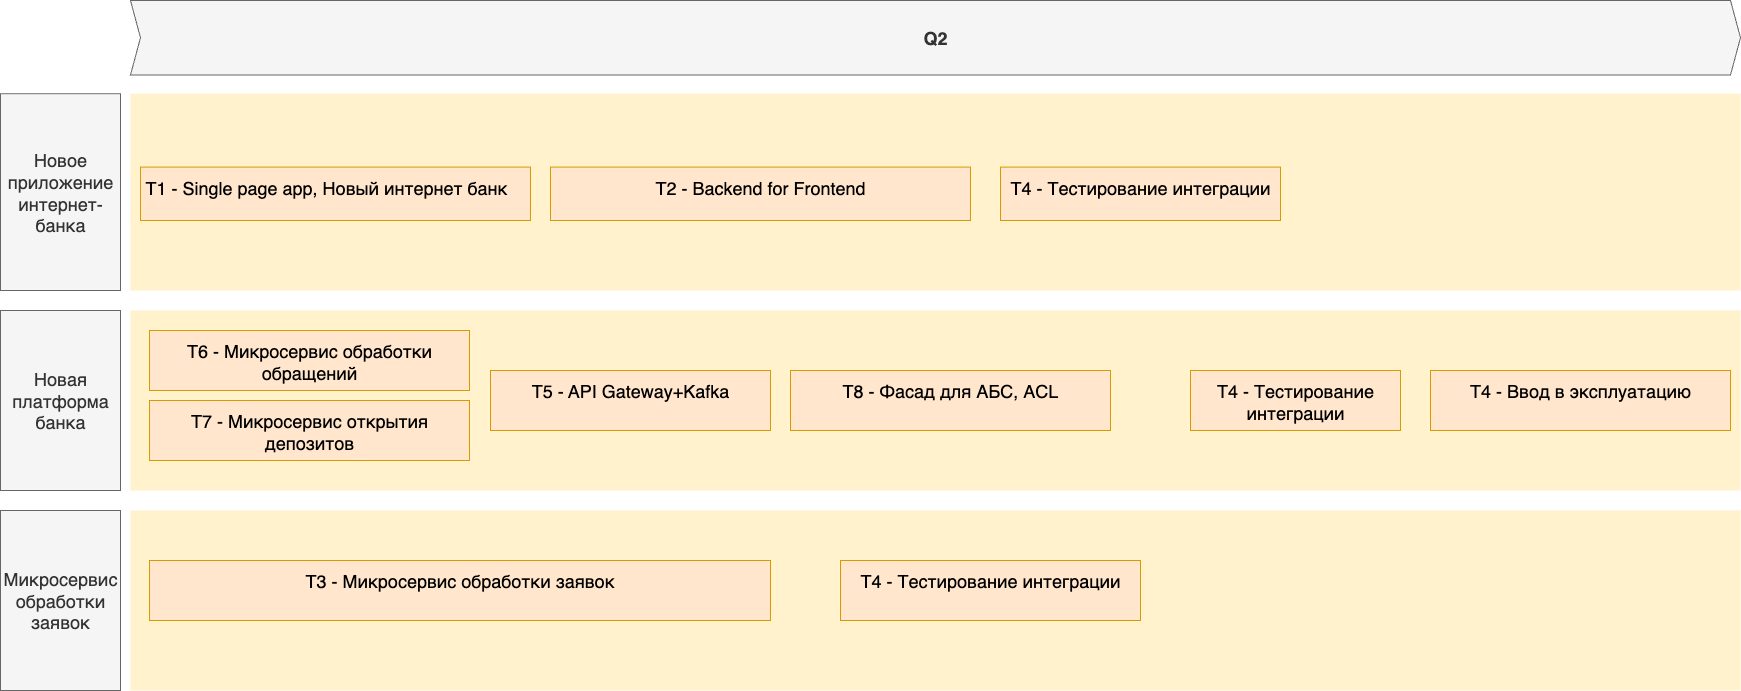 Q2
Новое
приложение
интернет-
банка
T1 - Single page app, Новый интернет банк
T2 - Backend for Frontend
T4 - Тестирование интеграции
Новая
платформа
банка
T6 - Микросервис обработки
обращений
T7 - Микросервис открытия
депозитов
T5 - API Gateway+Kafka
T8 - Фасад для АБС, ACL
T4 - Тестирование
интеграции
T4 - Ввод в эксплуатацию
Микросервис
обработки
заявок
T3 - Микросервис обработки заявок
T4 - Тестирование интеграции